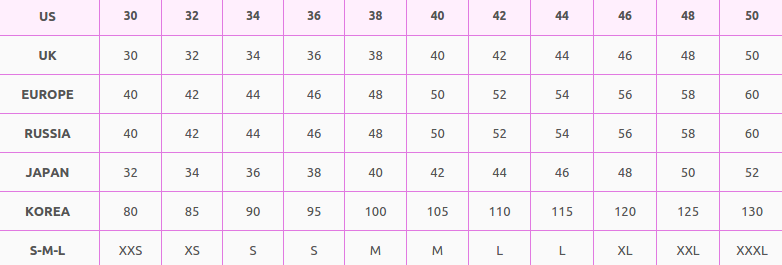 US 30 32 34 36 38 40 42 44 46 48 50
UK 30 32 34 36 38 40 42 44 46 48 50
EUROPE 40 42 44 46 48 50 52 54 56 58 60
RUSSIA 40 42 44 46 48 50 52 54 56 58 60
JAPAN 32 34 36 38 40 42 44 46 48 50 52
KOREA 80 85 90 95 100 105 110 115 120 125 130
S-M-L XXS XS S S M M L L XL XXL XXXL